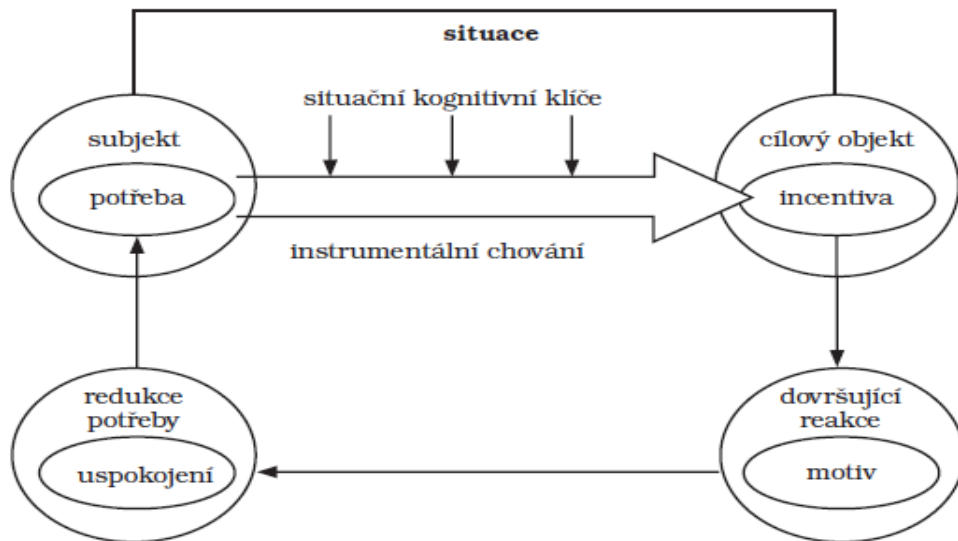 situace
situační kognitivní klíče
subjekt
cílový objekt
potřeba
incentiva
instrumentální chování
redukce
potřeby
dovršující
reakce
uspokojení
motiv